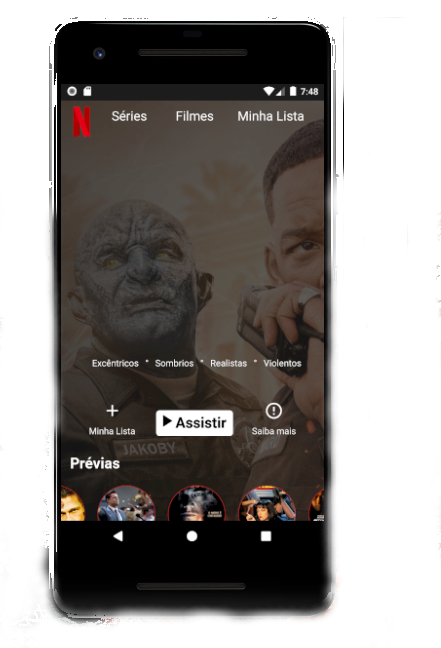 7:48
N
Séries Filmes Minha Lista
Excêntricos Sombrios Realistas Violentos
Minha Lista
Assistir
Saiba mais
JAKOBY
Prévias